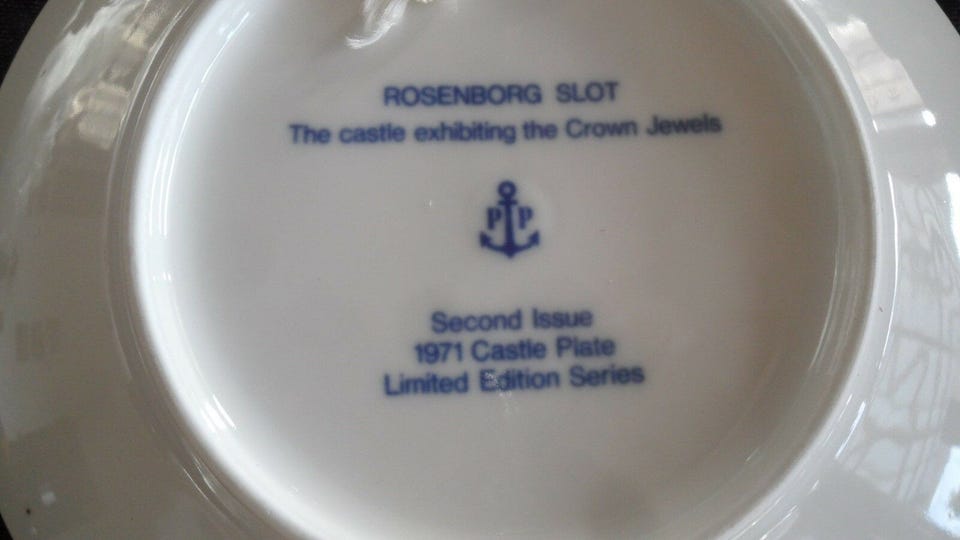 ROSENBORG SLOT
The castle exhibiting the Crown Jewels
P P
Second Issue
1971 Castle Plate
Limited Edition Series